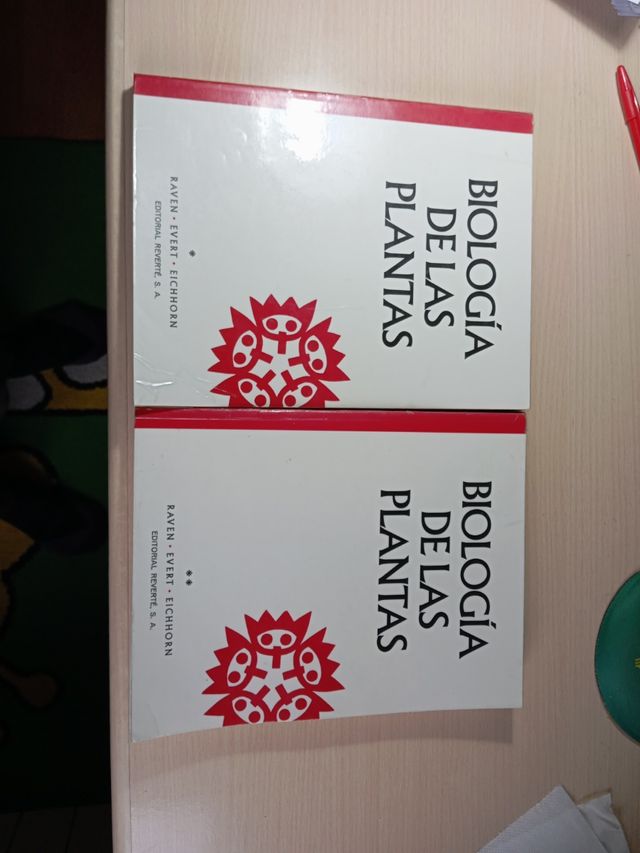 BIOLOGÍA
DE LAS
PLANTAS
*
RAVEN • EVERT • EICHHORN
EDITORIAL REVERTÉ, S. A.
BIOLOGÍA
DE LAS
PLANTAS
**
RAVEN • EVERT • EICHHORN
EDITORIAL REVERTÉ, S. A.